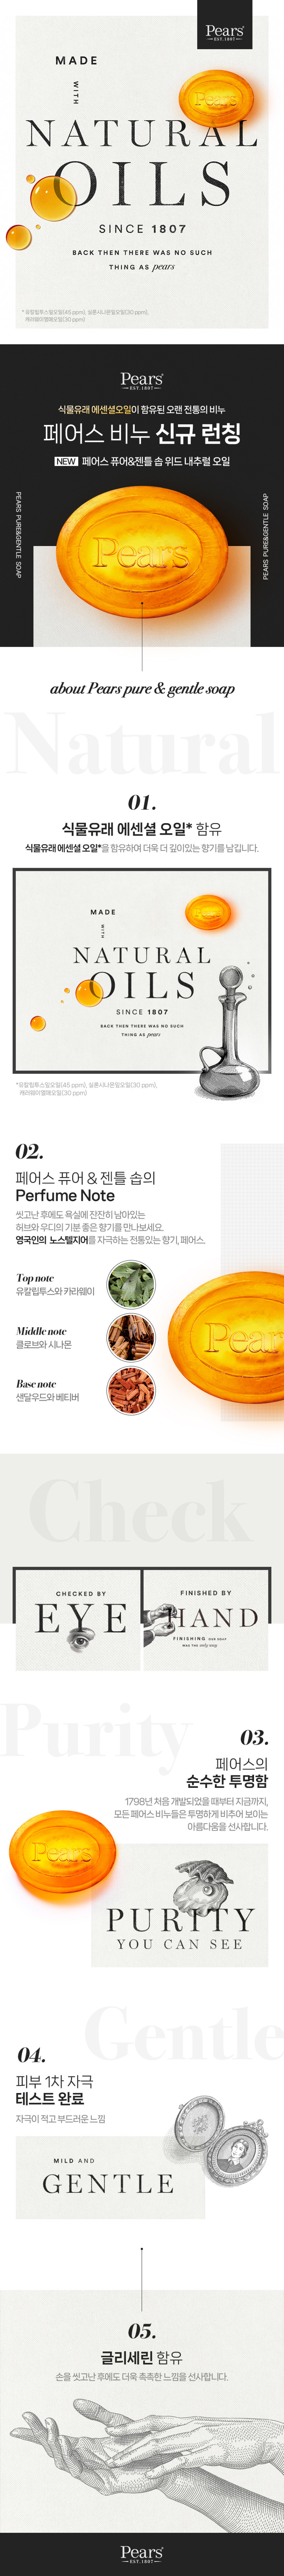 Pears
EST. 1807
MADE
WITH
Pears
NATURAL
OILS
SINCE 1807
BACK THEN THERE WAS NO SUCH
THING AS pears
*유칼립투스잎오일(45 ppm), 실론시나몬잎오일(30 ppm),
캐러웨이열매오일(30 ppm)
Pears
EST. 1807
식물유래 에센셜오일이 함유된 오랜 전통의 비누
페어스 비누 신규 런칭
NEW 페어스 퓨어&젠틀 솝 위드 내추럴 오일
PEARS PURE&GENTLE SOAP
Pears
PEARS PURE&GENTLE SOAP
about Pears pure & gentle soap
Natural
01.
식물유래 에센셜 오일* 함유
식물유래 에센셜 오일*을 함유하여 더욱 더 깊이있는 향기를 남깁니다.
MADE
WITH
NATURAL
OILS
SINCE 1807
BACK THEN THERE WAS NO SUCH
THING AS pears
*유칼립투스잎오일(45 ppm), 실론시나몬잎오일(30 ppm),
캐러웨이열매오일(30 ppm)
02.
페어스 퓨어 & 젠틀 솝의
Perfume Note
씻고난 후에도 욕실에 잔잔히 남아있는
허브와 우디의 기분 좋은 향기를 만나보세요.
영국인의 노스텔지어를 자극하는 전통있는 향기, 페어스.
Top note
유칼립투스와 카라웨이
Middle note
클로브와 시나몬
Base note
샌달우드와 베티버
Pear
Check
CHECKED BY
EYE
FINISHED BY
HAND
FINISHING OUR SOAP
WAS THE only step
Purity
03.
페어스의
순수한 투명함
1798년 처음 개발되었을 때부터 지금까지,
모든 페어스 비누들은 투명하게 비추어 보이는
아름다움을 선사합니다.
Pears
PURITY
YOU CAN SEE
Gentle
04.
피부 1차 자극
테스트 완료
자극이 적고 부드러운 느낌
MILD AND
GENTLE
05.
글리세린 함유
손을 씻고난 후에도 더욱 촉촉한 느낌을 선사합니다.
Pears
EST. 1807